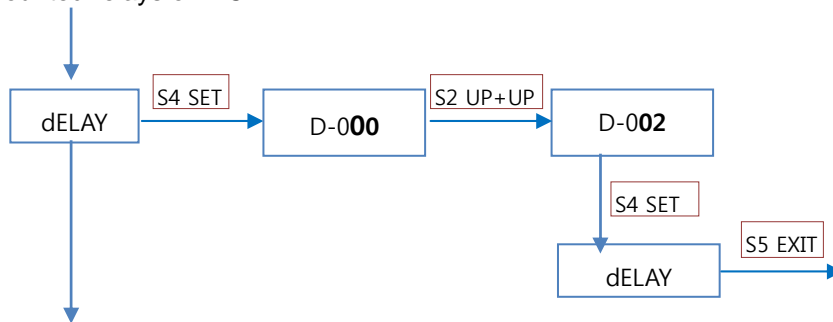 S4 SET
S2 UP+UP
dELAY
D-000
D-002
S4 SET
S5 EXIT
dELAY